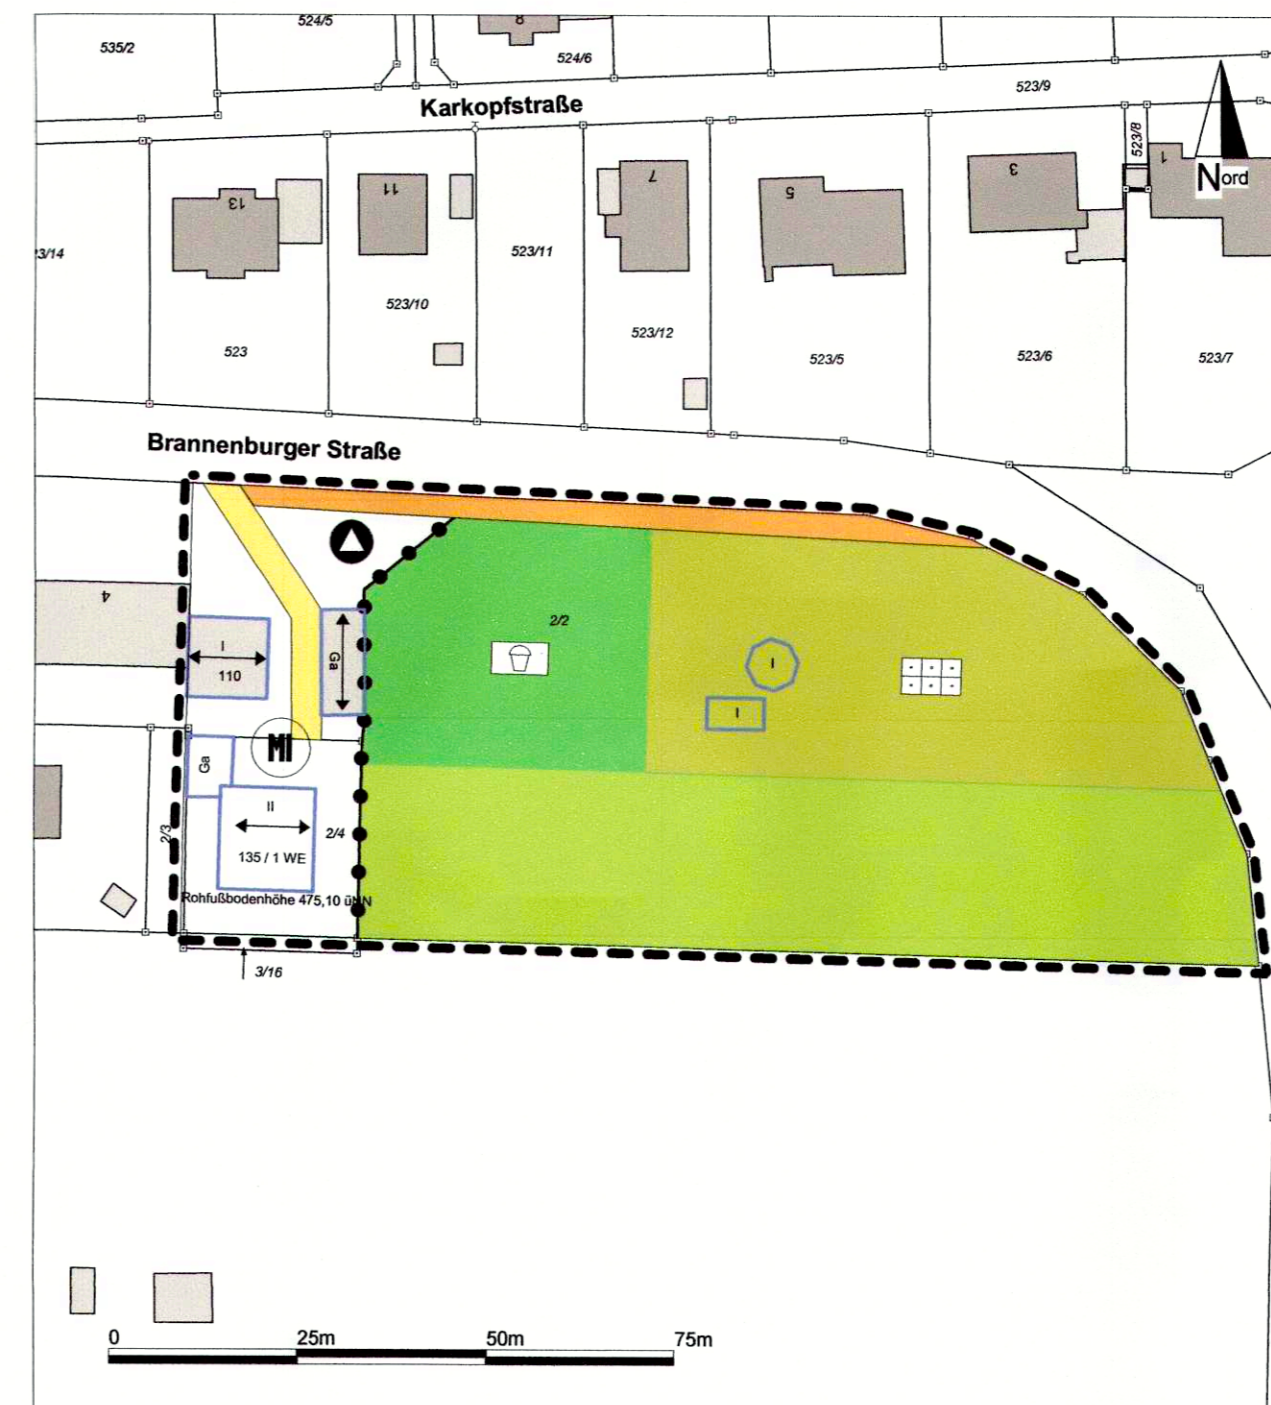 524/5
8
535/2
524/6
523/9
Karkopfstraße
523/8
1
Nord
13
11
7
5
3
3/14
523/11
523/10
523/12
523
523/5
523/6
523/7
Brannenburger Straße
4
2/2
I
110
Ga
I
I
MI
Ga
II
2/3
2/4
135 / 1 WE
Rohfußbodenhöhe 475,10 üNN
3/16
0 25m 50m 75m